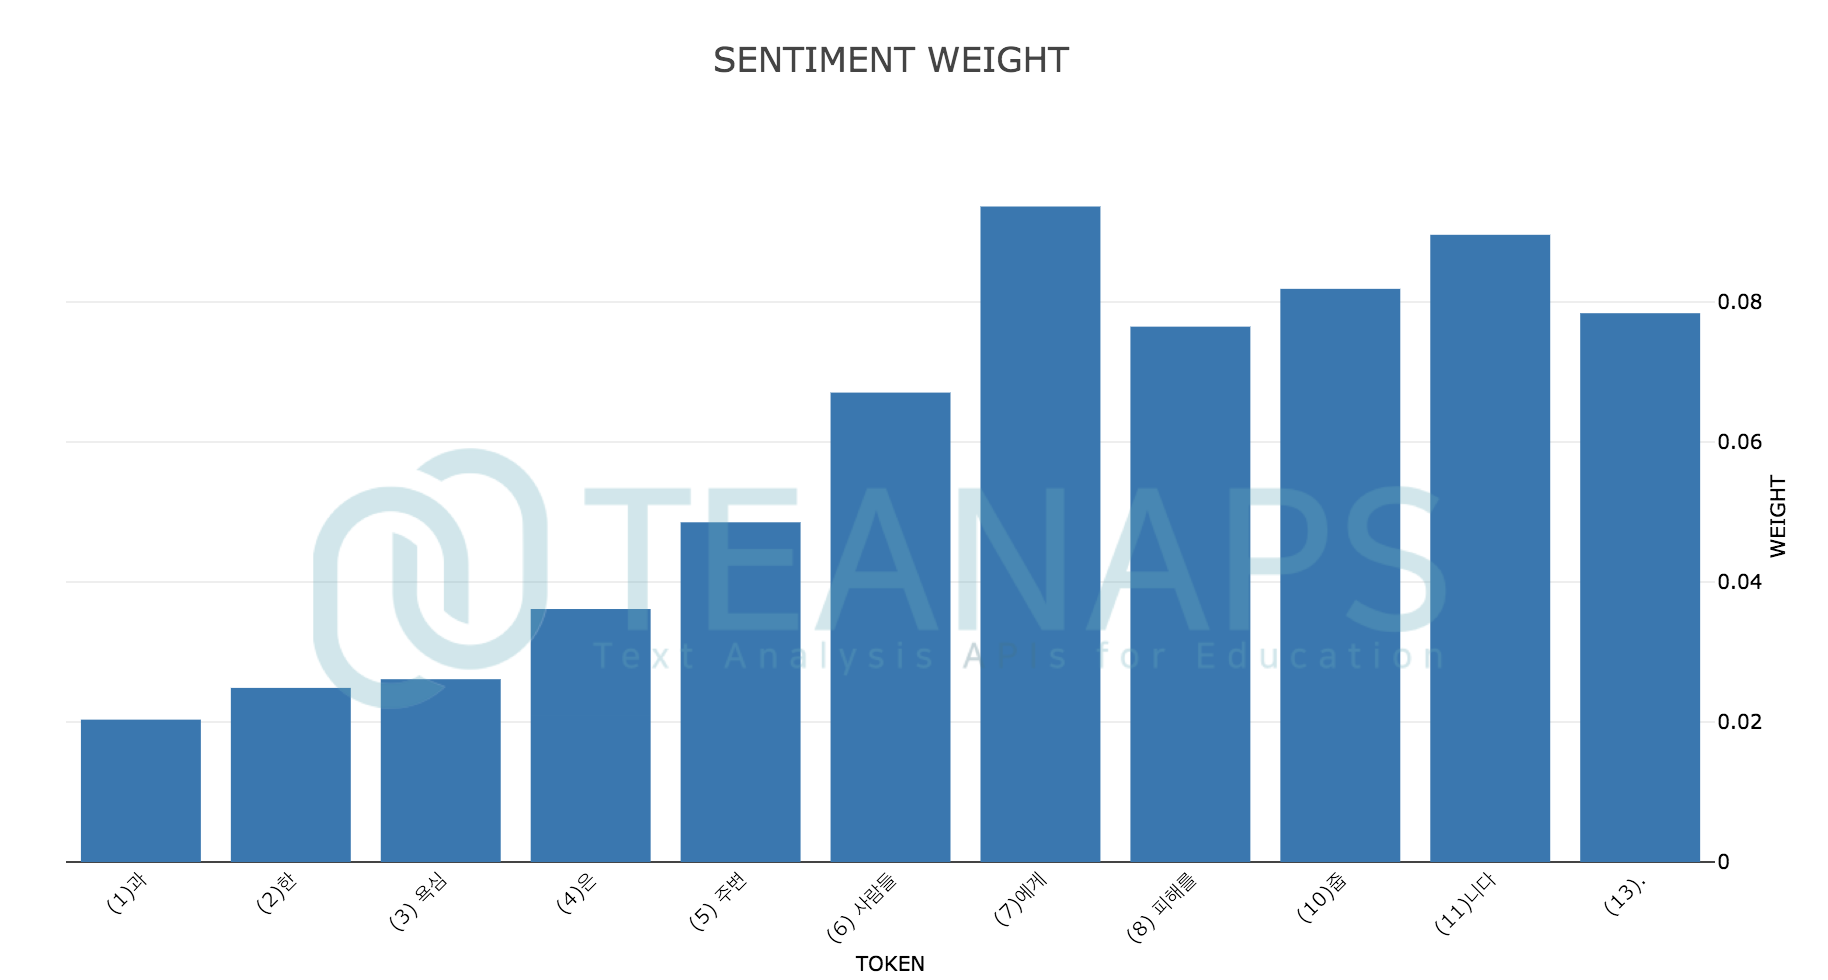 SENTIMENT WEIGHT
0.08
0.06
0.04
0.02
0
WEIGHT
TEANAPS
Text Analysis APIs for Education
(1)과
(2)한
(3) 욕심
(4)은
(5) 주변
(6) 사람들
(7)에게
(8) 피해를
(10)줍
(11)니다
(13).
TOKEN